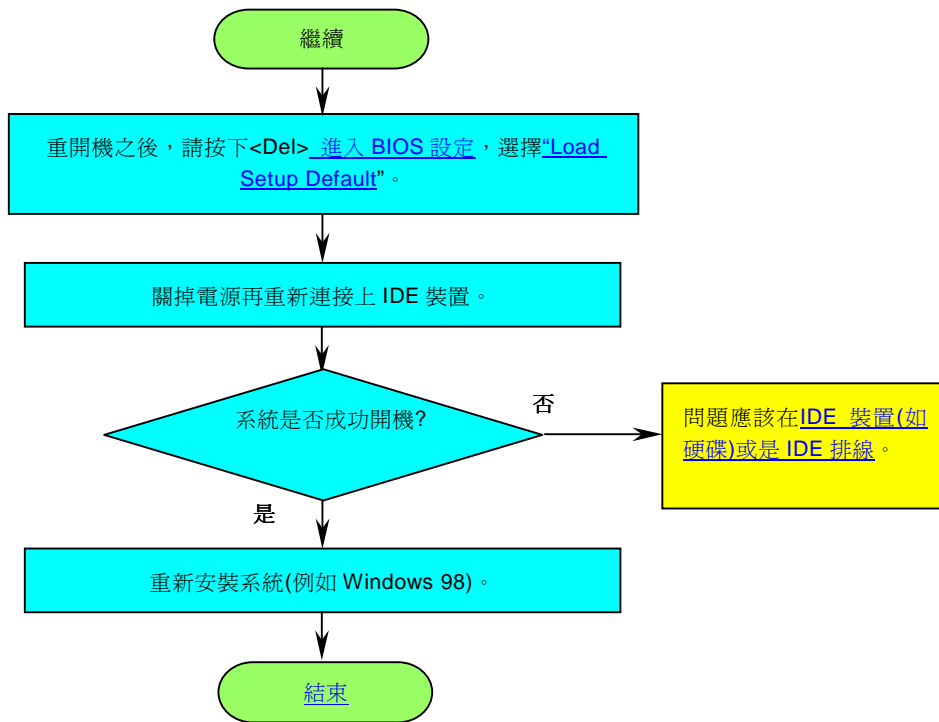 繼續
重開機之後，請按下<Del> 進入 BIOS 設定，選擇“Load
Setup Default”。
關掉電源再重新連接上 IDE 裝置。
系統是否成功開機?
否
問題應該在IDE 裝置(如
硬碟)或是 IDE 排線。
是
重新安裝系統(例如 Windows 98)。
結束